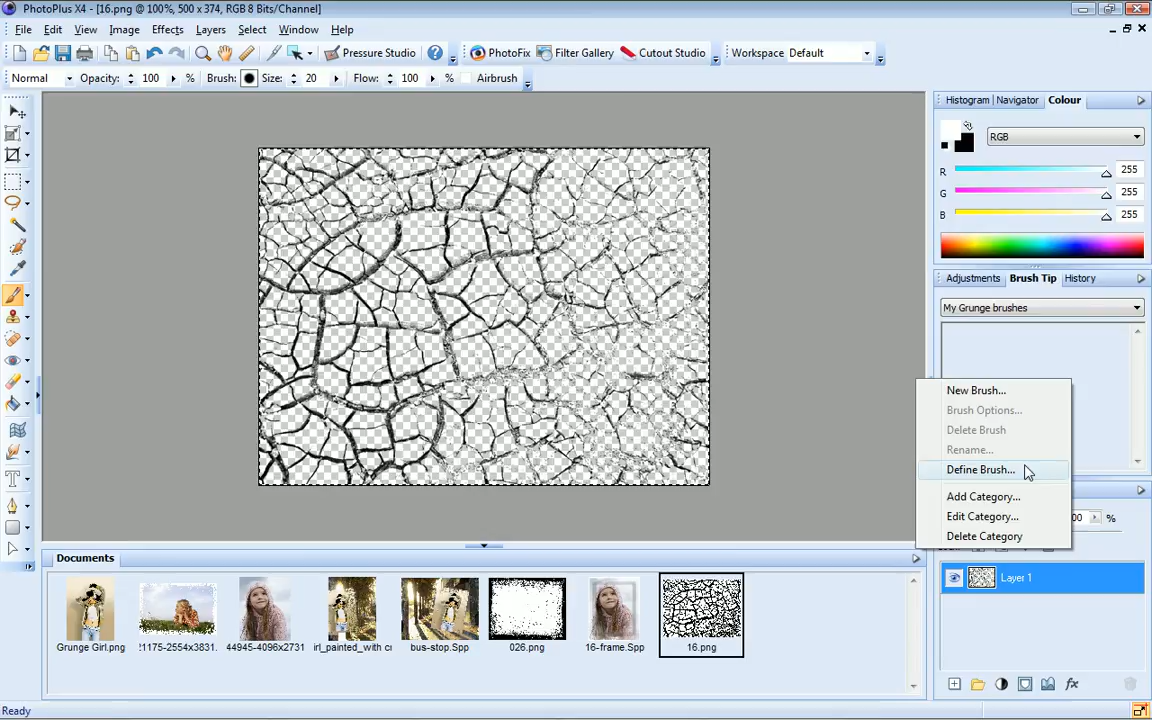 PhotoPlus X4 - [16.png @ 100%, 500 x 374, RGB 8 Bits/Channel]
File Edit View Image Effects Layers Select Window Help
Pressure Studio PhotoFix Filter Gallery Cutout Studio Workspace Default
Normal Opacity: 100 % Brush: Size: 20 Flow: 100 % Airbrush
Histogram Navigator Colour
RGB
R 255
G 255
B 255
Adjustments Brush Tip History
My Grunge brushes
New Brush...
Brush Options...
Delete Brush
Rename...
Define Brush...
Add Category...
Edit Category...
Delete Category
%
Layer 1
Documents
Grunge Girl.png
44945-4096x2731
bus-stop.Spp
026.png
16-frame.Spp
16.png
Ready